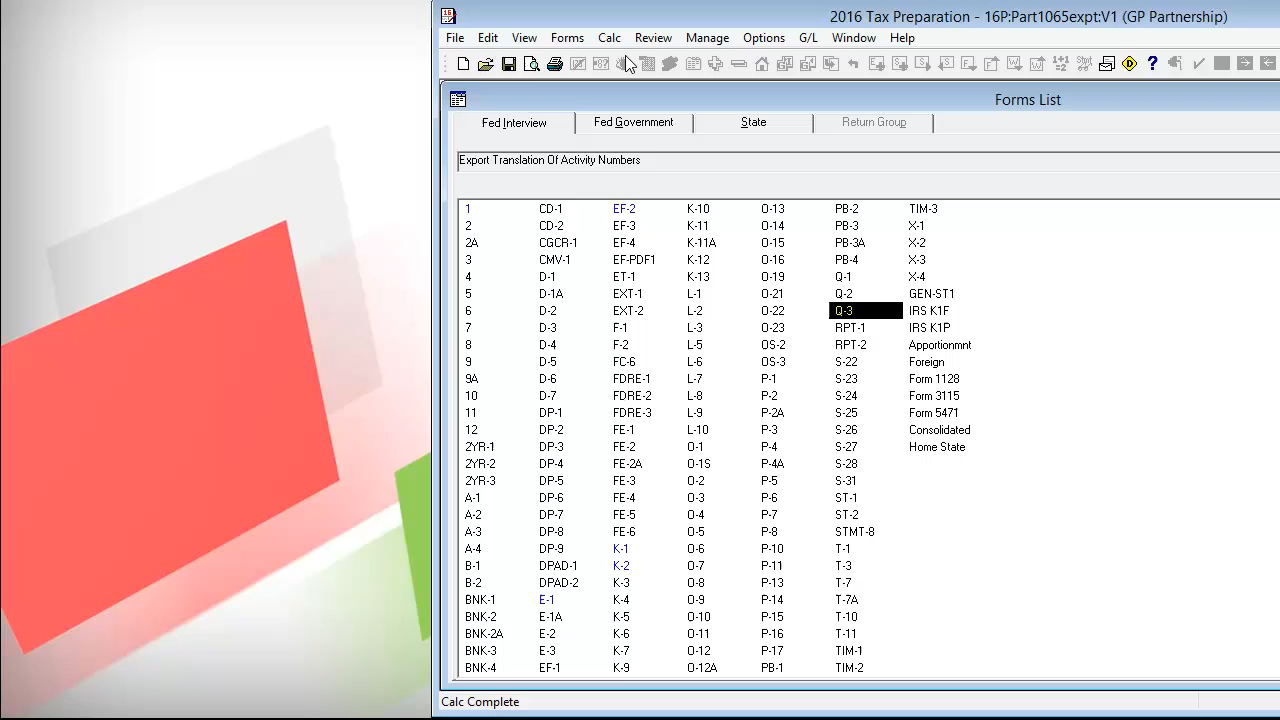 2016 Tax Preparation - 16P:Part1065expt:V1 (GP Partnership)
File Edit View Forms Calc Review Manage Options G/L Window Help
Forms List
Fed Interview Fed Government State Return Group
Export Translation Of Activity Numbers
1 CD-1 EF-2 K-10 O-13 PB-2 TIM-3
2 CD-2 EF-3 K-11 O-14 PB-3 X-1
2A CGCR-1 EF-4 K-11A O-15 PB-3A X-2
3 CMV-1 EF-PDF1 K-12 O-16 PB-4 X-3
4 D-1 ET-1 K-13 O-19 Q-1 X-4
5 D-1A EXT-1 L-1 O-21 Q-2 GEN-ST1
6 D-2 EXT-2 L-2 O-22 Q-3 IRS K1F
7 D-3 F-1 L-3 O-23 RPT-1 IRS K1P
8 D-4 F-2 L-5 OS-2 RPT-2 Apportionmnt
9 D-5 FC-6 L-6 OS-3 S-22 Foreign
9A D-6 FDRE-1 L-7 P-1 S-23 Form 1128
10 D-7 FDRE-2 L-8 P-2 S-24 Form 3115
11 DP-1 FDRE-3 L-9 P-2A S-25 Form 5471
12 DP-2 FE-1 L-10 P-3 S-26 Consolidated
2YR-1 DP-3 FE-2 O-1 P-4 S-27 Home State
2YR-2 DP-4 FE-2A O-1S P-4A S-28
2YR-3 DP-5 FE-3 O-2 P-5 S-31
A-1 DP-6 FE-4 O-3 P-6 ST-1
A-2 DP-7 FE-5 O-4 P-7 ST-2
A-3 DP-8 FE-6 O-5 P-8 STMT-8
A-4 DP-9 K-1 O-6 P-10 T-1
B-1 DPAD-1 K-2 O-7 P-11 T-3
B-2 DPAD-2 K-3 O-8 P-13 T-7
BNK-1 E-1 K-4 O-9 P-14 T-7A
BNK-2 E-1A K-5 O-10 P-15 T-10
BNK-2A E-2 K-6 O-11 P-16 T-11
BNK-3 E-3 K-7 O-12 P-17 TIM-1
BNK-4 EF-1 K-9 O-12A PB-1 TIM-2
Calc Complete